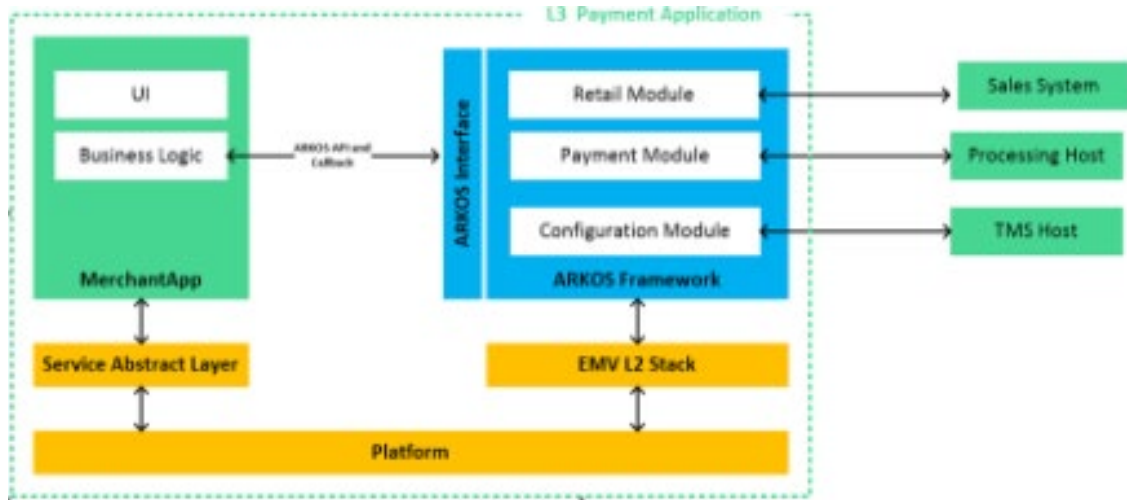 L3 Payment Application
UI
Business Logic
MerchantApp
ARKOS API and
Callback
ARKOS Interface
Retail Module
Payment Module
Configuration Module
ARKOS Framework
Sales System
Processing Host
TMS Host
Service Abstract Layer
EMV L2 Stack
Platform